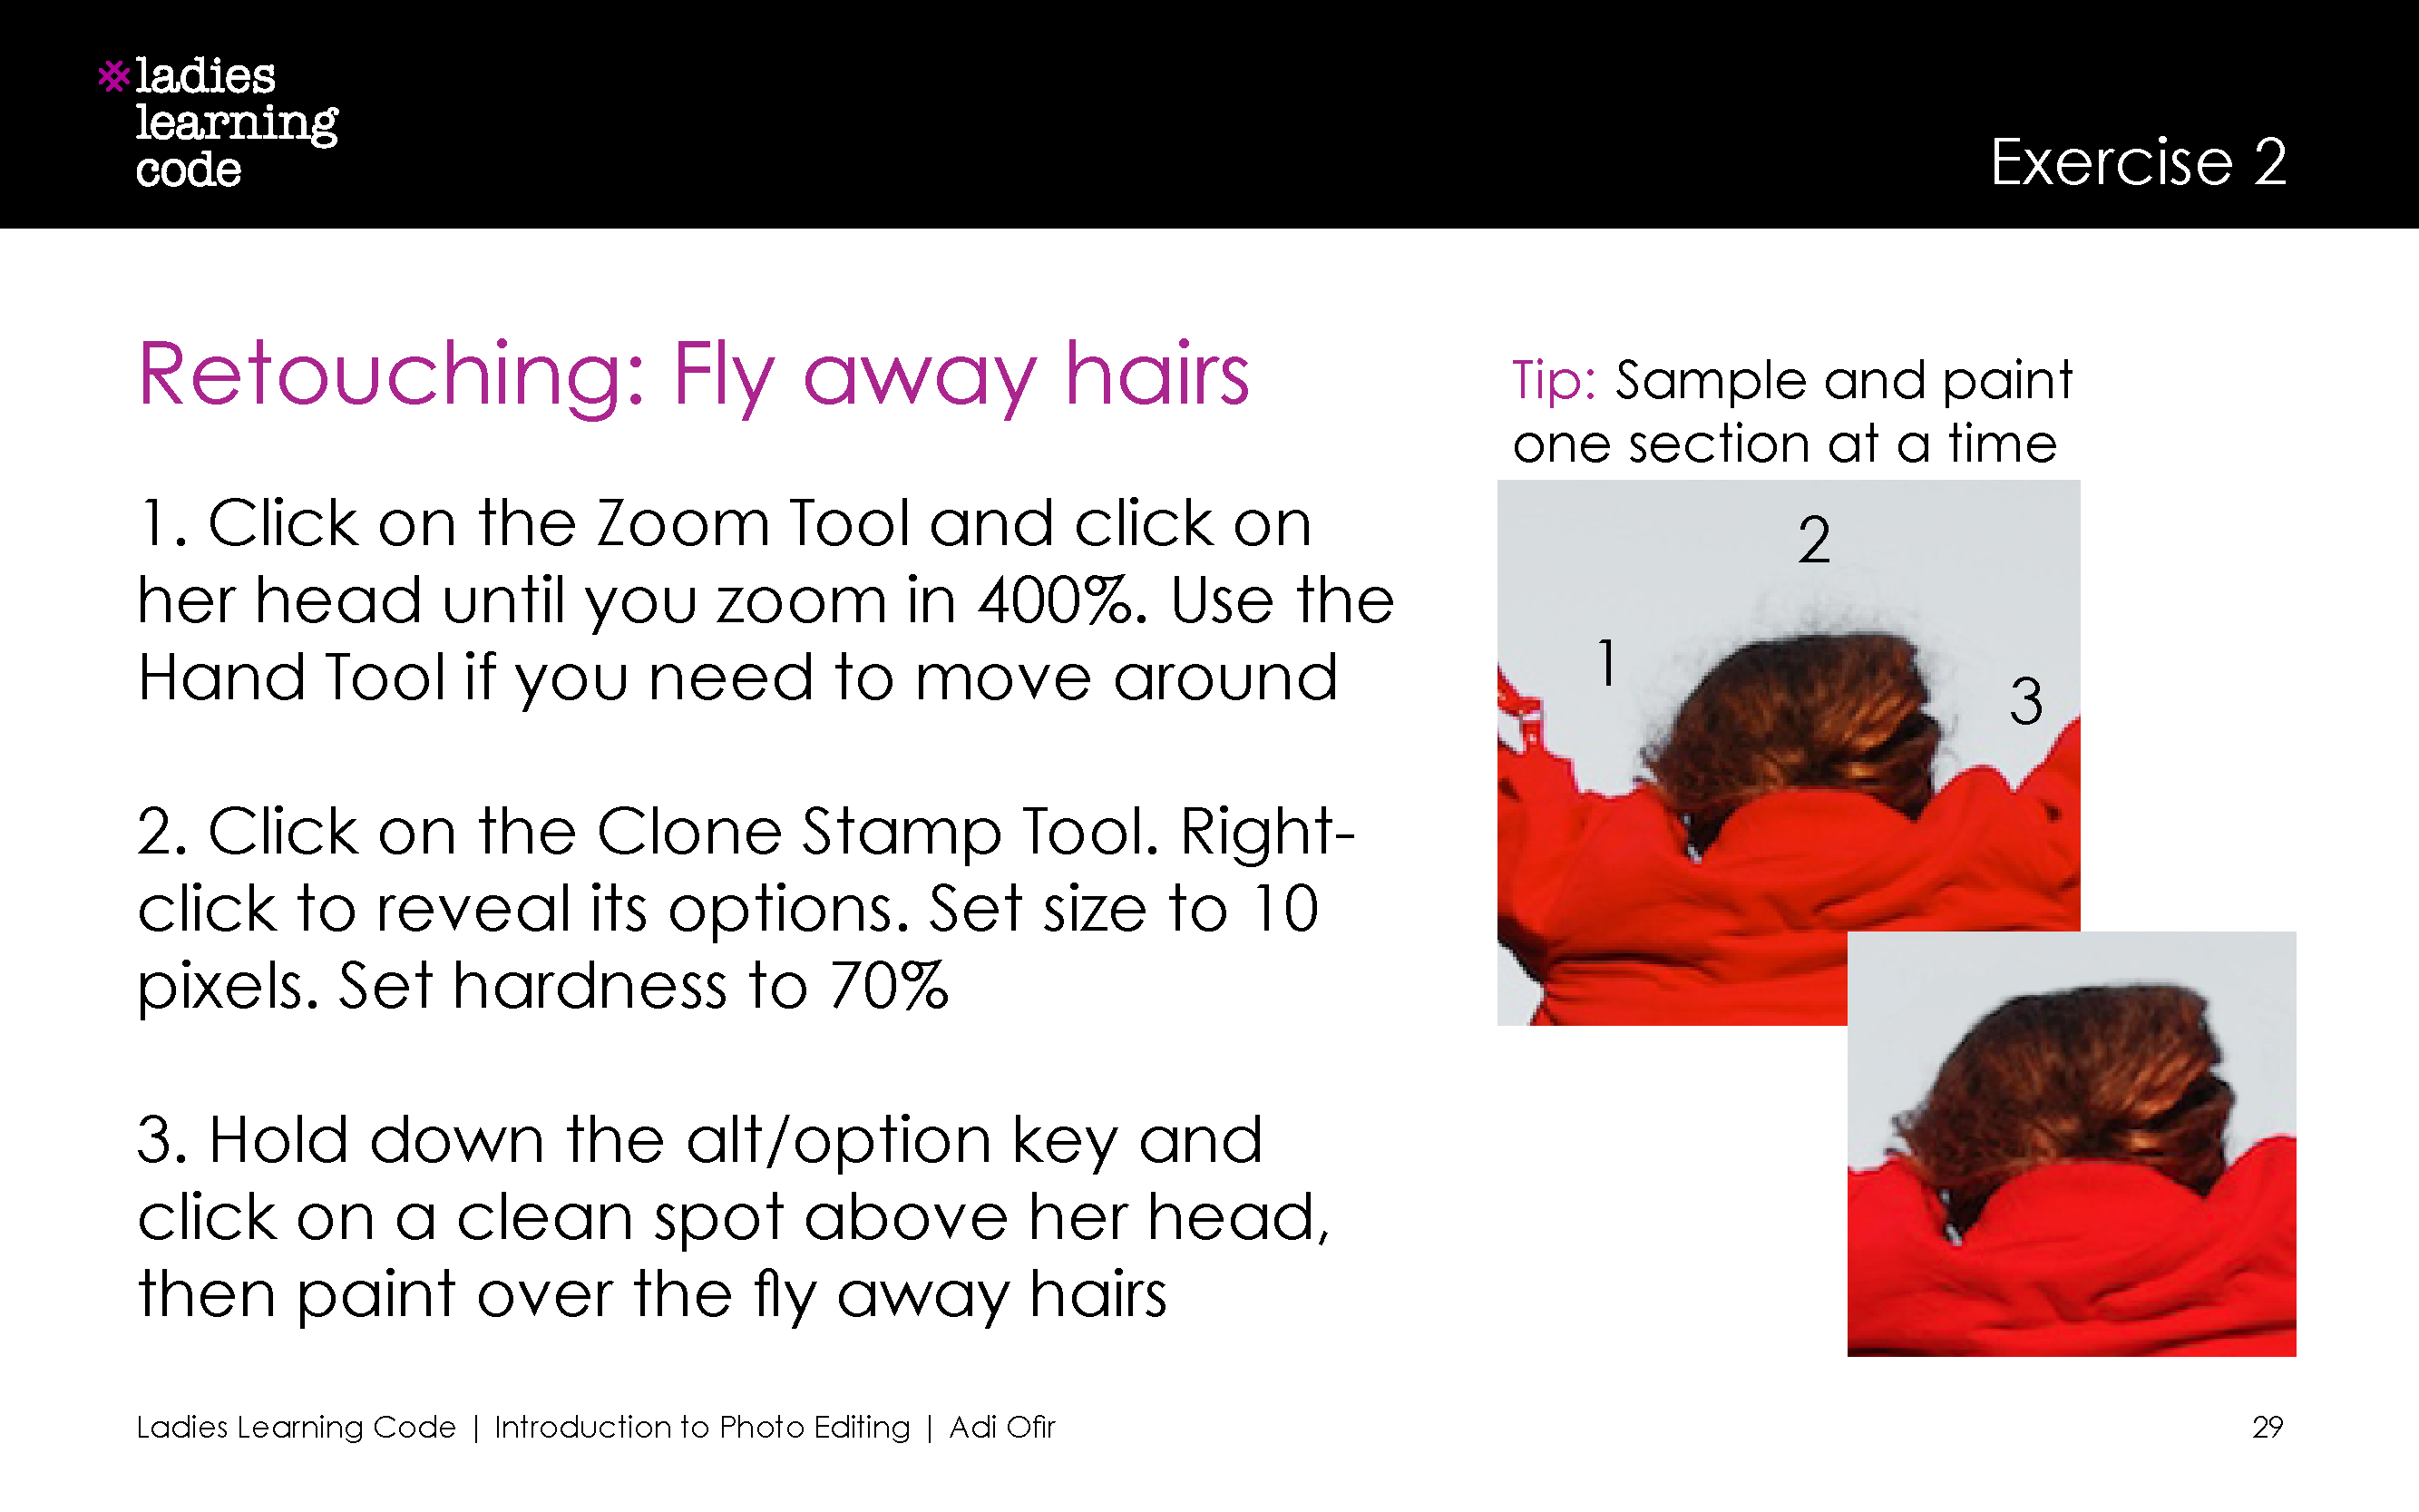 ladies
learning
code
Exercise 2
Retouching: Fly away hairs
1. Click on the Zoom Tool and click on
her head until you zoom in 400%. Use the
Hand Tool if you need to move around
2. Click on the Clone Stamp Tool. Right-
click to reveal its options. Set size to 10
pixels. Set hardness to 70%
3. Hold down the alt/option key and
click on a clean spot above her head,
then paint over the fly away hairs
Tip: Sample and paint
one section at a time
2
1
3
Ladies Learning Code | Introduction to Photo Editing | Adi Ofir
29